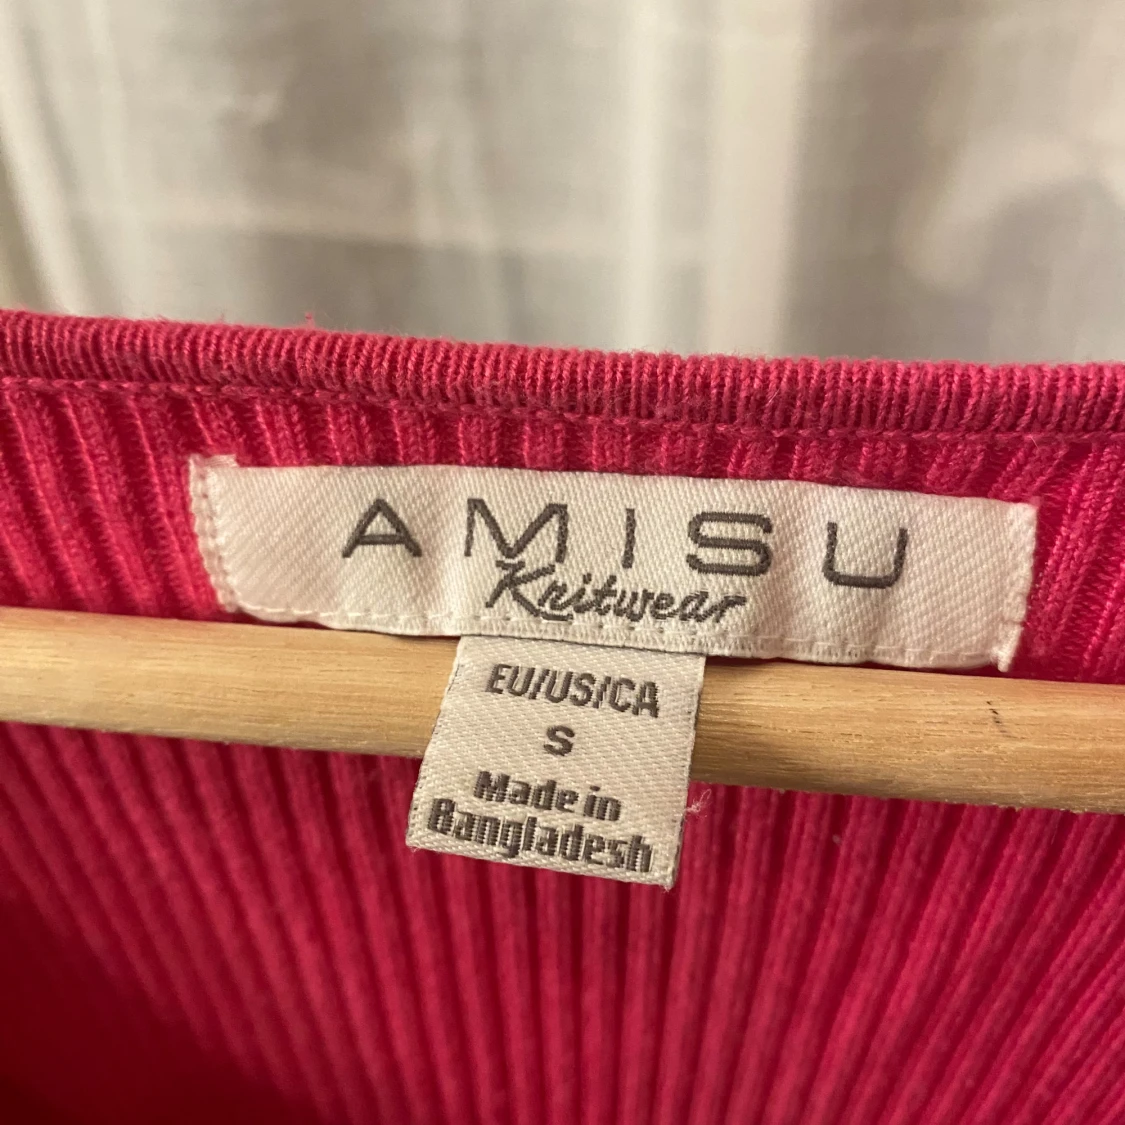 AMISU
Knitwear
EU/US/CA
S
Made in
Bangladesh